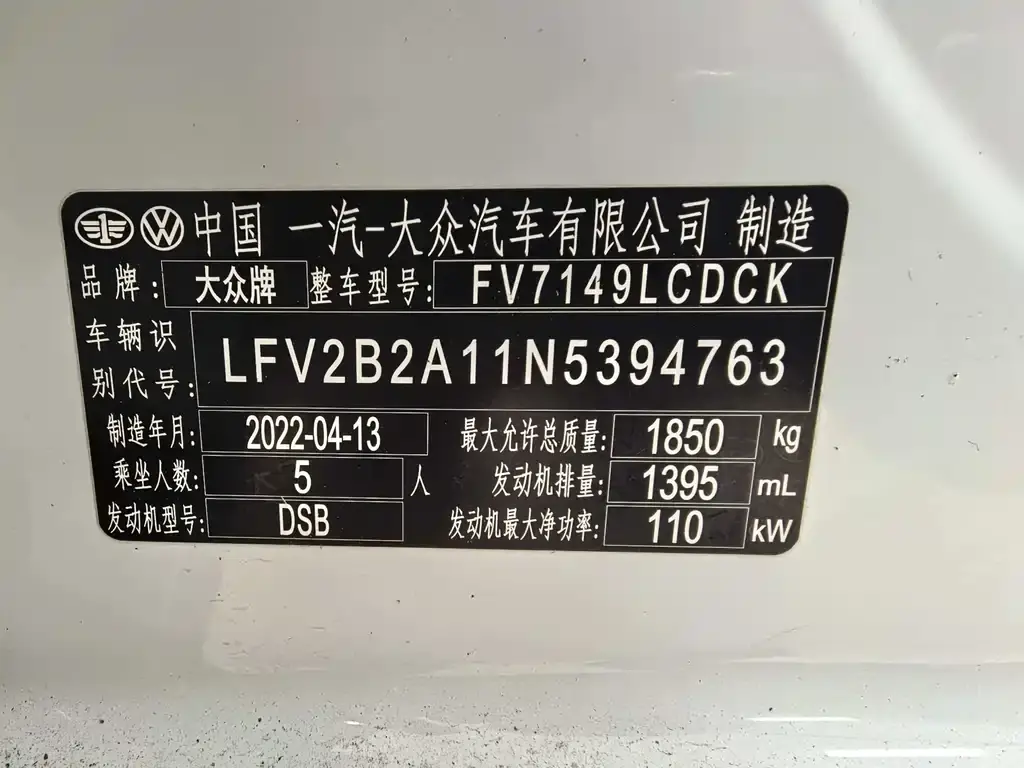 中国 一汽-大众汽车有限公司 制造
品牌: 大众牌 整车型号: FV7149LCDCK
车辆识别代号: LFV2B2A11N5394763
制造年月: 2022-04-13 最大允许总质量: 1850 kg
乘坐人数: 5 人 发动机排量: 1395 mL
发动机型号: DSB 发动机最大净功率: 110 kW